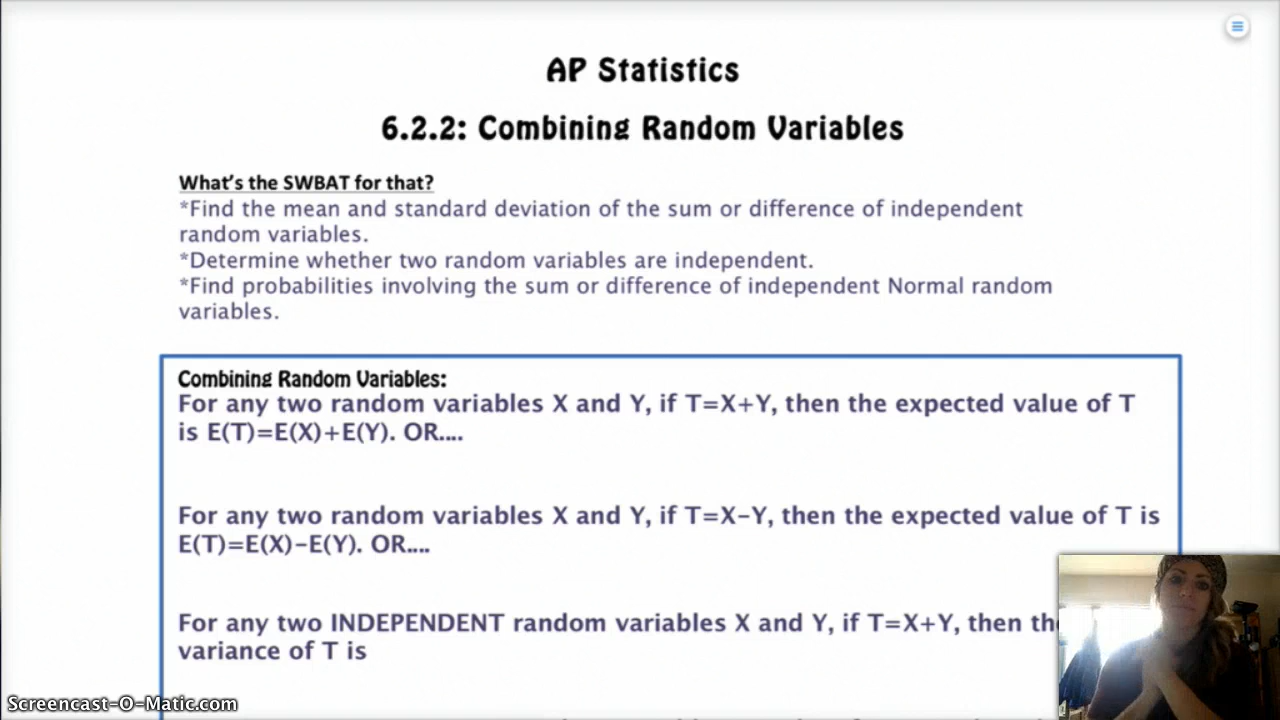 AP Statistics
6.2.2: Combining Random Variables
What's the SWBAT for that?
*Find the mean and standard deviation of the sum or difference of independent
random variables.
*Determine whether two random variables are independent.
*Find probabilities involving the sum or difference of independent Normal random
variables.
Combining Random Variables:
For any two random variables X and Y, if T=X+Y, then the expected value of T
is E(T)=E(X)+E(Y). OR....
For any two random variables X and Y, if T=X-Y, then the expected value of T is
E(T)=E(X)-E(Y). OR....
For any two INDEPENDENT random variables X and Y, if T=X+Y, then
variance of T is
Screencast-O-Matic.com